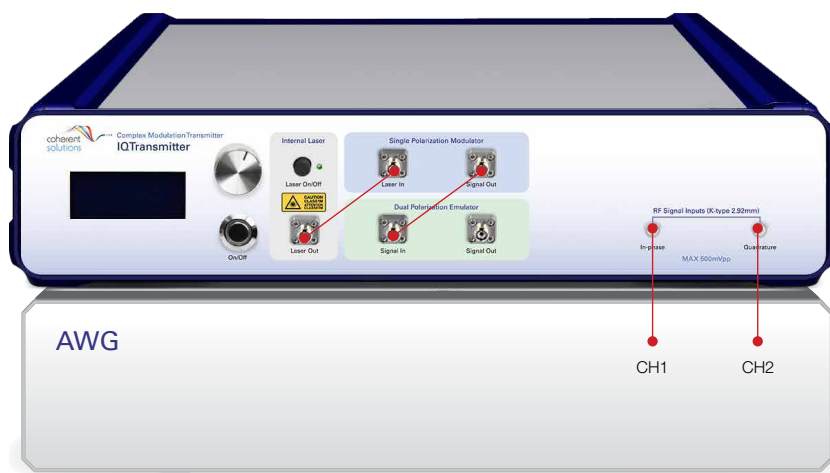 coherent
solutions
Complex Modulation Transmitter
IQTransmitter
On/Off
Internal Laser
Laser On/Off
CAUTION
Laser Out
Single Polarization Modulator
Laser In
Signal Out
Dual Polarization Emulator
Signal In
Signal Out
RF Signal Inputs (K-type 2.92mm)
In-phase
Quadrature
MAX 500mVpp
AWG
CH1
CH2